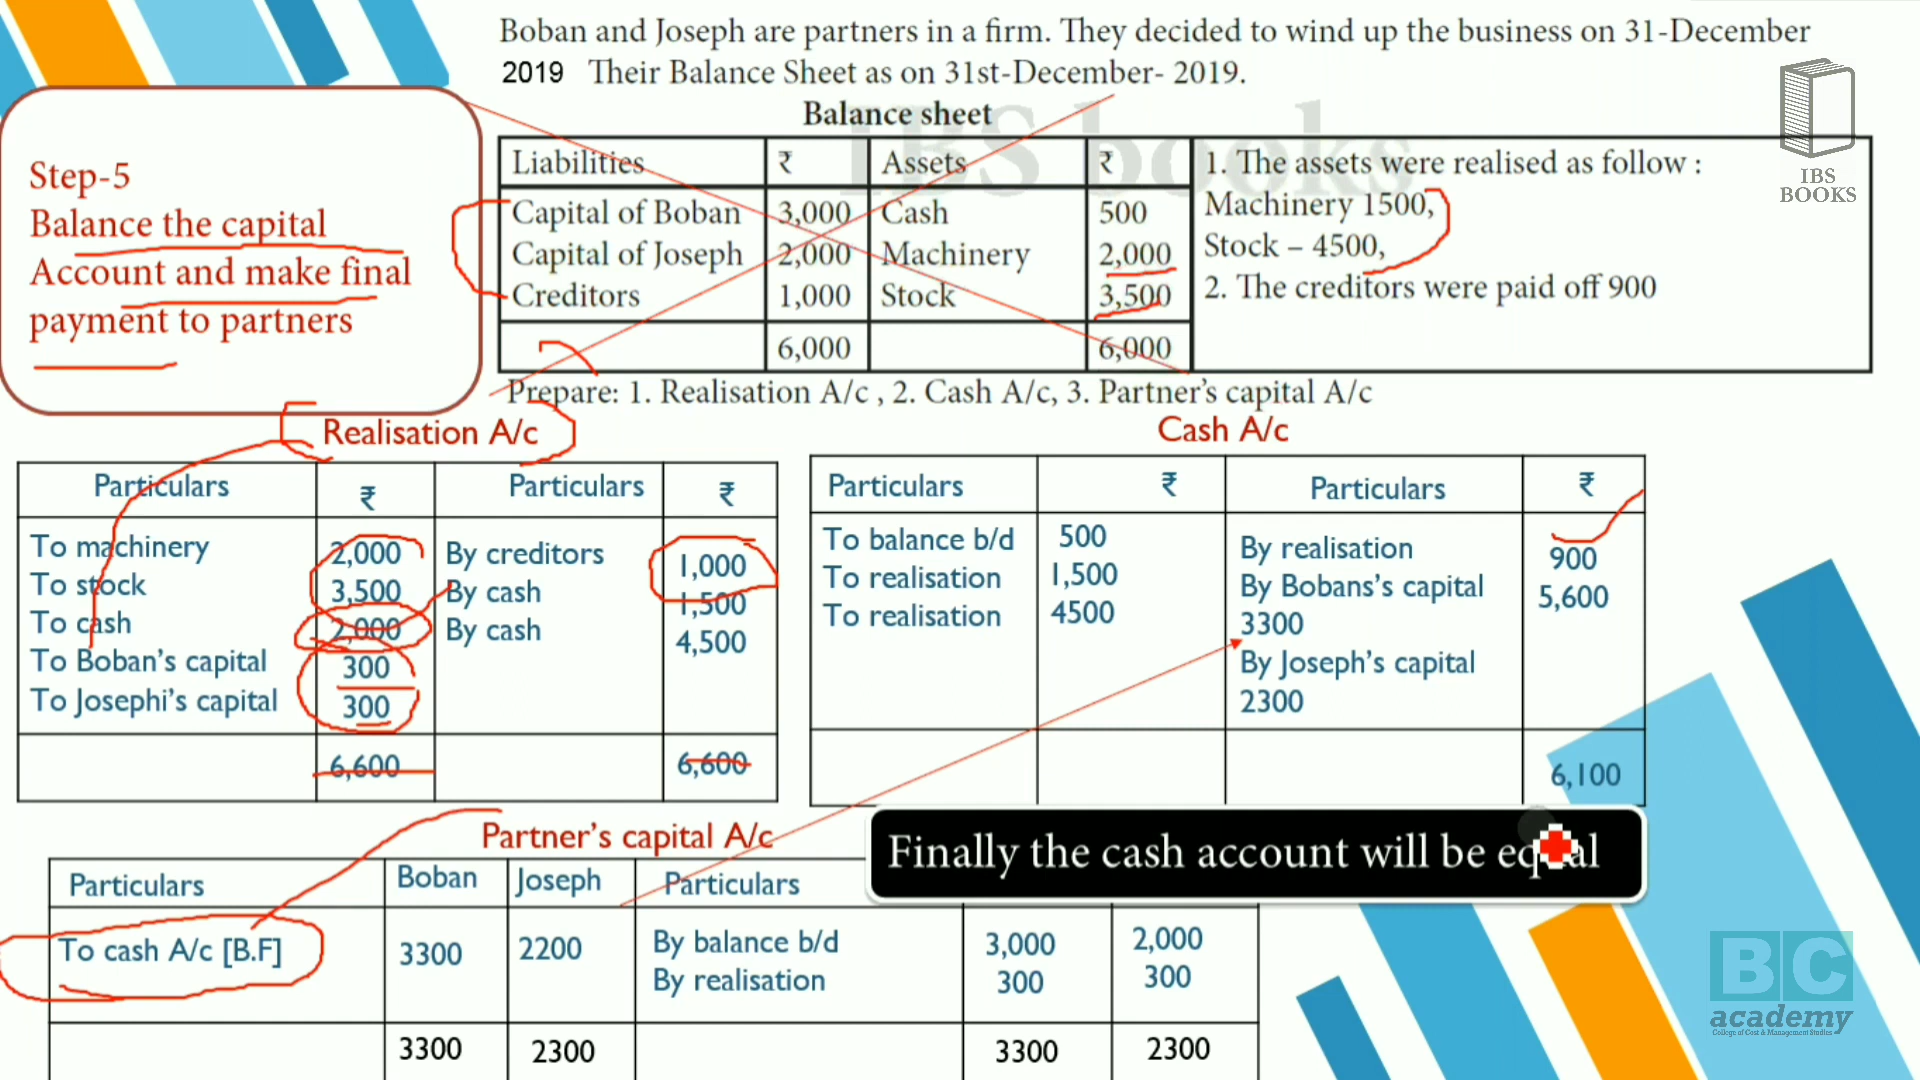 Boban and Joseph are partners in a firm. They decided to wind up the business on 31-December
2019 Their Balance Sheet as on 31st-December- 2019.
IBS books
Balance sheet
Liabilities ₹ Assets ₹
Capital of Boban 3,000 Cash 500
Capital of Joseph 2,000 Machinery 2,000
Creditors 1,000 Stock 3,500
6,000 6,000
1. The assets were realised as follow :
Machinery 1500,
Stock – 4500,
2. The creditors were paid off 900
IBS
BOOKS
Step-5
Balance the capital
Account and make final
payment to partners
Prepare: 1. Realisation A/c , 2. Cash A/c, 3. Partner's capital A/c
Realisation A/c
Particulars ₹ Particulars ₹
To machinery 2,000 By creditors 1,000
To stock 3,500 By cash 1,500
To cash 2,000 By cash 4,500
To Boban's capital 300
To Josephi's capital 300
6,600 6,600
Cash A/c
Particulars ₹ Particulars ₹
To balance b/d 500 By realisation 900
To realisation 1,500 By Bobans's capital 5,600
To realisation 4500 3300
By Joseph's capital
2300
6,100
Partner's capital A/c
Particulars Boban Joseph Particulars
To cash A/c [B.F] 3300 2200 By balance b/d 3,000 2,000
By realisation 300 300
3300 2300 3300 2300
Finally the cash account will be equal
BC
academy
College of Cost & Management Studies